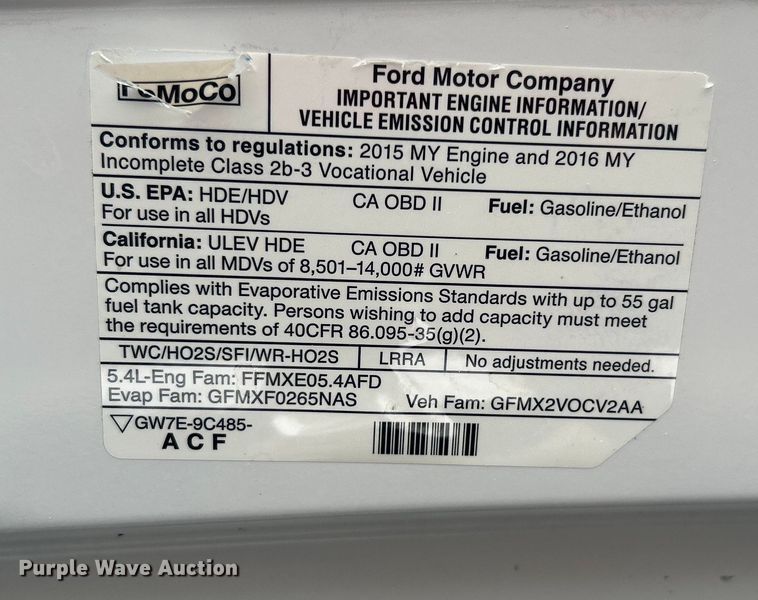 FoMoCo
Ford Motor Company
IMPORTANT ENGINE INFORMATION/
VEHICLE EMISSION CONTROL INFORMATION
Conforms to regulations: 2015 MY Engine and 2016 MY
Incomplete Class 2b-3 Vocational Vehicle
U.S. EPA: HDE/HDV CA OBD II Fuel: Gasoline/Ethanol
For use in all HDVs
California: ULEV HDE CA OBD II Fuel: Gasoline/Ethanol
For use in all MDVs of 8,501–14,000# GVWR
Complies with Evaporative Emissions Standards with up to 55 gal
fuel tank capacity. Persons wishing to add capacity must meet
the requirements of 40CFR 86.095-35(g)(2).
TWC/HO2S/SFI/WR-HO2S LRRA No adjustments needed.
5.4L-Eng Fam: FFMXE05.4AFD
Evap Fam: GFMXF0265NAS Veh Fam: GFMX2VOCV2AA
▽GW7E-9C485-
A C F
Purple Wave Auction